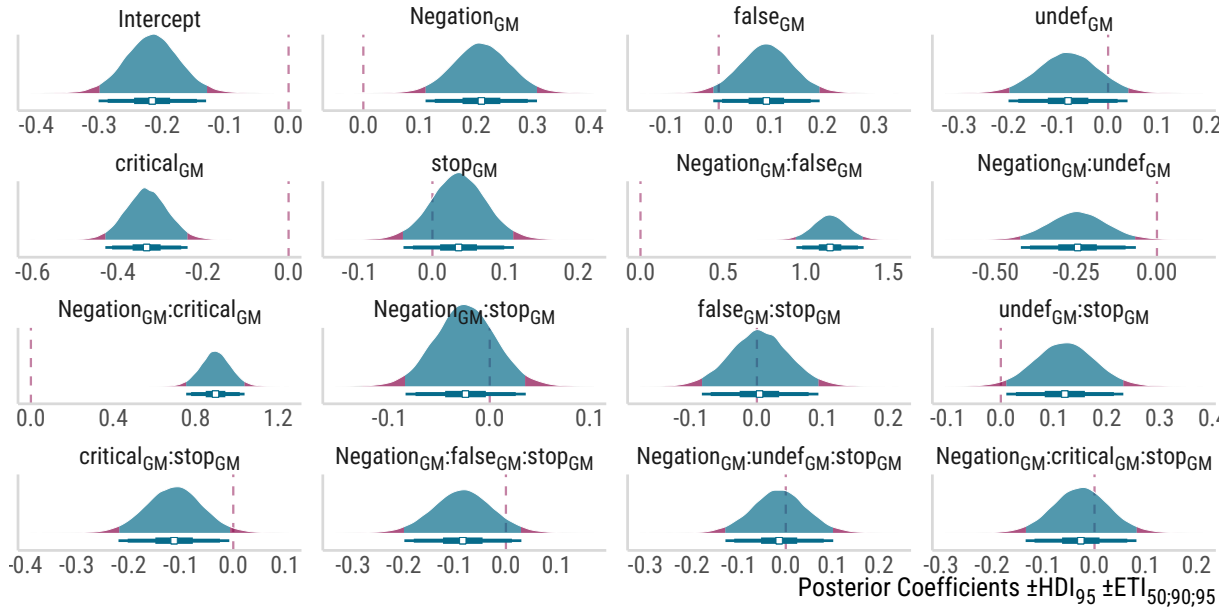 Intercept
Negation_GM
false_GM
undef_GM
-0.4 -0.3 -0.2 -0.1 0.0
0.0 0.1 0.2 0.3 0.4
-0.1 0.0 0.1 0.2 0.3
-0.3 -0.2 -0.1 0.0 0.1 0.2
critical_GM
stop_GM
Negation_GM:false_GM
Negation_GM:undef_GM
-0.6 -0.4 -0.2 0.0
-0.1 0.0 0.1 0.2
0.0 0.5 1.0 1.5
-0.50 -0.25 0.00
Negation_GM:critical_GM
Negation_GM:stop_GM
false_GM:stop_GM
undef_GM:stop_GM
0.0 0.4 0.8 1.2
-0.1 0.0 0.1
-0.1 0.0 0.1 0.2
-0.1 0.0 0.1 0.2 0.3 0.4
critical_GM:stop_GM
Negation_GM:false_GM:stop_GM
Negation_GM:undef_GM:stop_GM
Negation_GM:critical_GM:stop_GM
-0.4 -0.3 -0.2 -0.1 0.0 0.1
-0.3 -0.2 -0.1 0.0 0.1
-0.3 -0.2 -0.1 0.0 0.1 0.2
-0.3 -0.2 -0.1 0.0 0.1 0.2
Posterior Coefficients ±HDI_95 ±ETI_50;90;95